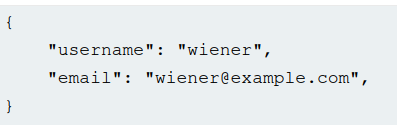 {
"username": "wiener",
"email": "wiener@example.com",
}